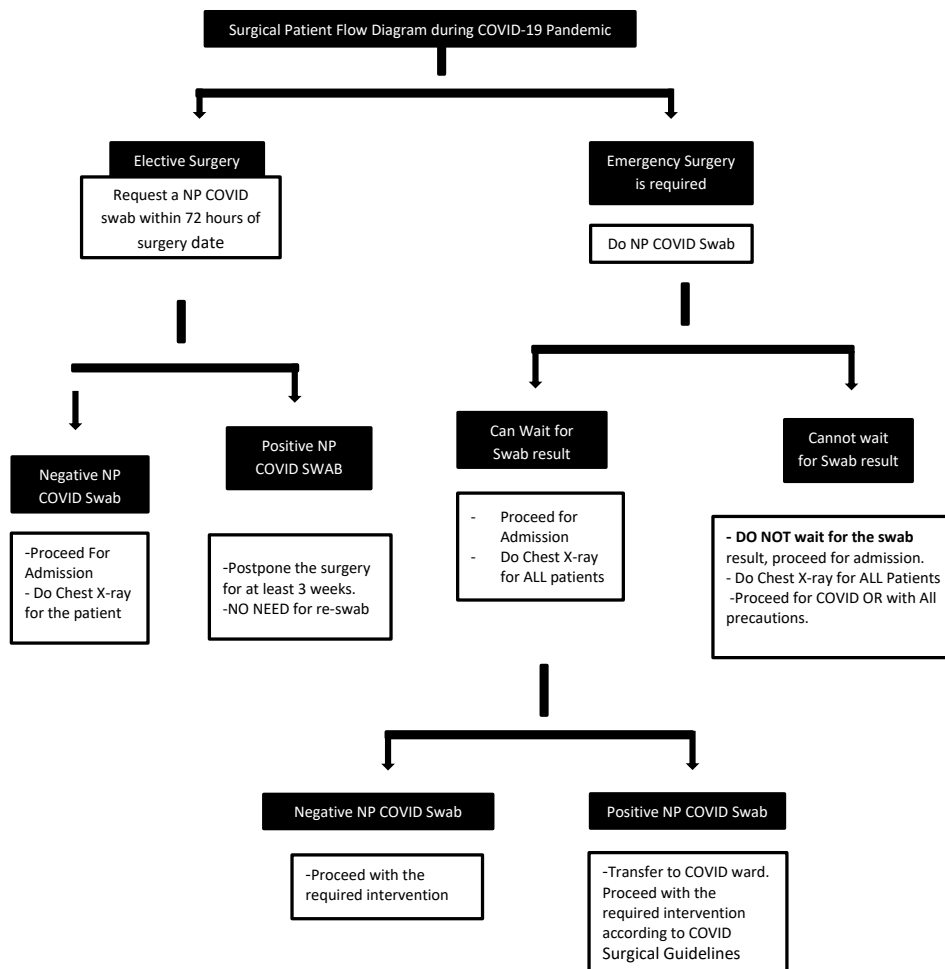 Surgical Patient Flow Diagram during COVID-19 Pandemic
Elective Surgery
Request a NP COVID
swab within 72 hours of
surgery date
Emergency Surgery
is required
Do NP COVID Swab
Negative NP
COVID Swab
-Proceed For
Admission
- Do Chest X-ray
for the patient
Positive NP
COVID SWAB
-Postpone the surgery
for at least 3 weeks.
-NO NEED for re-swab
Can Wait for
Swab result
- Proceed for
Admission
- Do Chest X-ray
for ALL patients
Cannot wait
for Swab result
- DO NOT wait for the swab
result, proceed for admission.
- Do Chest X-ray for ALL Patients
-Proceed for COVID OR with All
precautions.
Negative NP COVID Swab
-Proceed with the
required intervention
Positive NP COVID Swab
-Transfer to COVID ward.
Proceed with the
required intervention
according to COVID
Surgical Guidelines